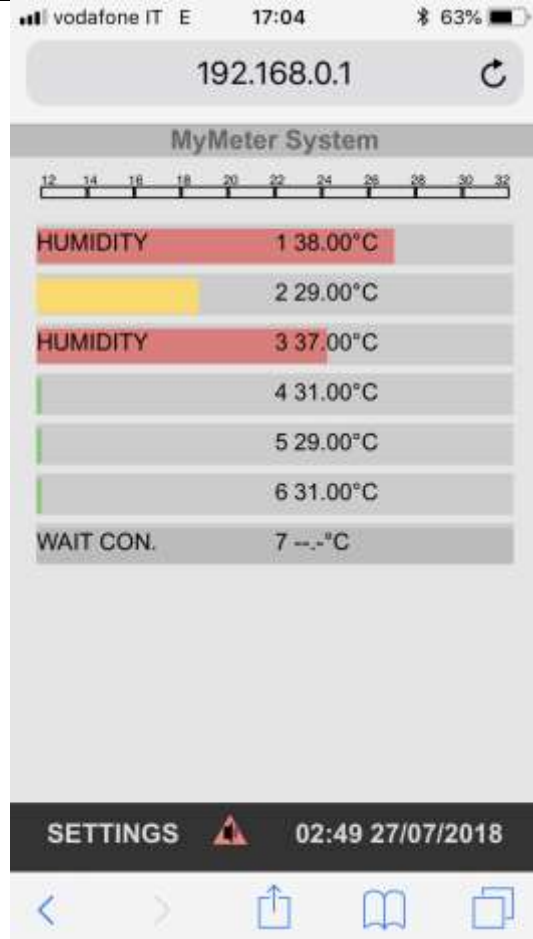 vodafone IT E 17:04 63%
192.168.0.1
MyMeter System
12 14 16 18 20 22 24 26 28 30 32
HUMIDITY 1 38.00°C
2 29.00°C
HUMIDITY 3 37.00°C
4 31.00°C
5 29.00°C
6 31.00°C
WAIT CON. 7 --.-°C
SETTINGS 02:49 27/07/2018